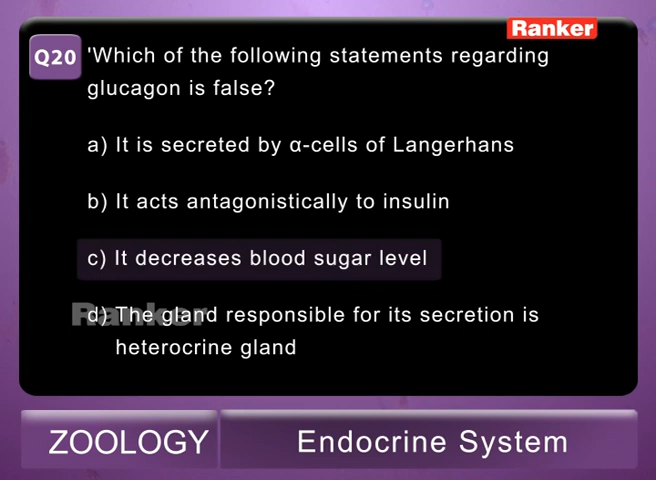 Ranker
Q20 'Which of the following statements regarding
glucagon is false?
a) It is secreted by α-cells of Langerhans
b) It acts antagonistically to insulin
c) It decreases blood sugar level
Ranker
d) The gland responsible for its secretion is
heterocrine gland
ZOOLOGY Endocrine System